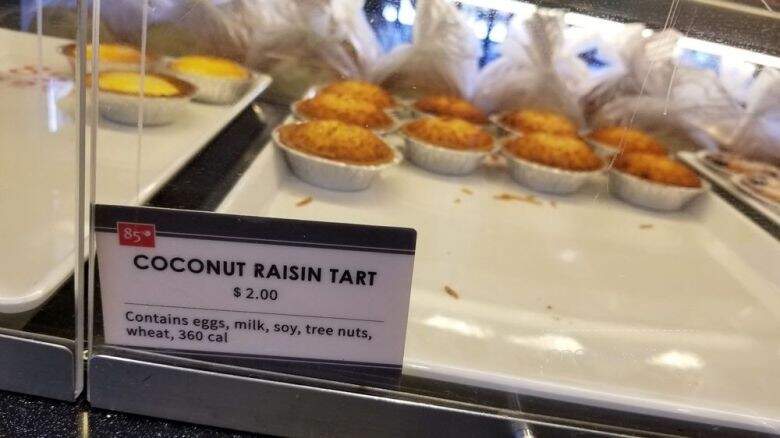 85°
COCONUT RAISIN TART
$ 2.00
Contains eggs, milk, soy, tree nuts,
wheat, 360 cal